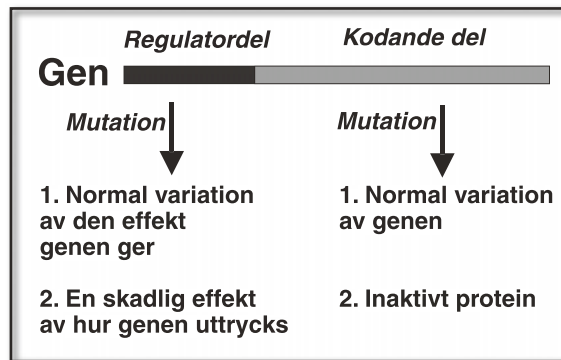 Regulatordel Kodande del
Gen
Mutation Mutation
1. Normal variation
av den effekt
genen ger
2. En skadlig effekt
av hur genen uttrycks
1. Normal variation
av genen
2. Inaktivt protein